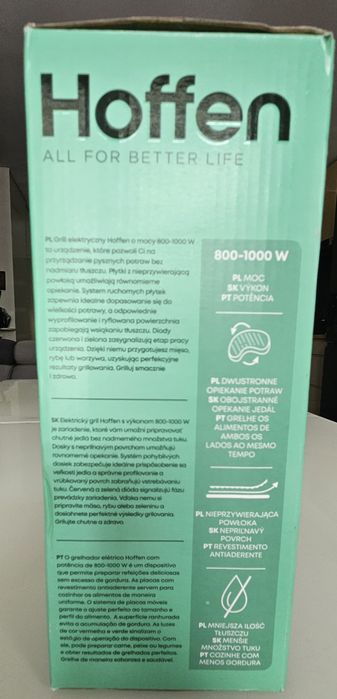 Hoffen
ALL FOR BETTER LIFE
PL Grill elektryczny Hoffen o mocy 800-1000 W
to urządzenie, które pozwoli Ci na
przyrządzanie pysznych potraw bez
nadmiaru tłuszczu. Płytki z nieprzywierającą
powłoką umożliwiają równomierne
opiekanie. System ruchomych płytek
zapewnia idealne dopasowanie się do
wielkości potrawy, a odpowiednie
wyprofilowanie i ryflowana powierzchnia
zapobiegają wsiąkaniu tłuszczu. Diody
czerwona i zielona zasygnalizują etap pracy
urządzenia. Dzięki niemu przygotujesz mięso,
rybę lub warzywa, uzyskując perfekcyjne
rezultaty grillowania. Grilluj smacznie
i zdrowo.
SK Elektrický gril Hoffen s výkonom 800-1000 W
je zariadenie, ktoré vám umožní pripravovať
chutné jedlá bez nadmerného množstva tuku.
Dosky s nepriľnavým povrchom umožňujú
rovnomerné opekanie. Systém pohyblivých
dosiek zabezpečuje ideálne prispôsobenie sa
veľkosti jedla a správne profilovanie a
vrúbkovaný povrch zabraňujú vstrebávaniu
tuku. Červená a zelená dióda signalizujú fázu
prevádzky zariadenia. Vďaka nemu si
pripravíte mäso, rybu alebo zeleninu a
dosiahnete perfektné výsledky grilovania.
Grilujte chutne a zdravo.
PT O grelhador elétrico Hoffen com
potência de 800-1000 W é um dispositivo
que permite preparar refeições deliciosas
sem excesso de gordura. As placas com
revestimento antiaderente servem para
cozinhar os alimentos de maneira
uniforme. O sistema de placas móveis
garante o ajuste perfeito ao tamanho e
perfil do alimento. A superfície ranhurada
evita a acumulação de gordura. As luzes
de cor vermelha e verde sinalizam o
estágio de operação do dispositivo. Com
ele, pode preparar carne, peixe ou legumes
e obter resultados de grelhados perfeitos.
Grelhe de maneira saborosa e saudável.
800-1000 W
PL MOC
SK VÝKON
PT POTÊNCIA
PL DWUSTRONNE
OPIEKANIE POTRAW
SK OBOJSTRANNÉ
OPEKANIE JEDÁL
PT GRELHE OS
ALIMENTOS DE
AMBOS OS
LADOS AO MESMO
TEMPO
PL NIEPRZYWIERAJĄCA
POWŁOKA
SK NEPRIĽNAVÝ
POVRCH
PT REVESTIMENTO
ANTIADERENTE
PL MNIEJSZA ILOŚĆ
TŁUSZCZU
SK MENŠIE
MNOŽSTVO TUKU
PT COZINHE COM
MENOS GORDURA